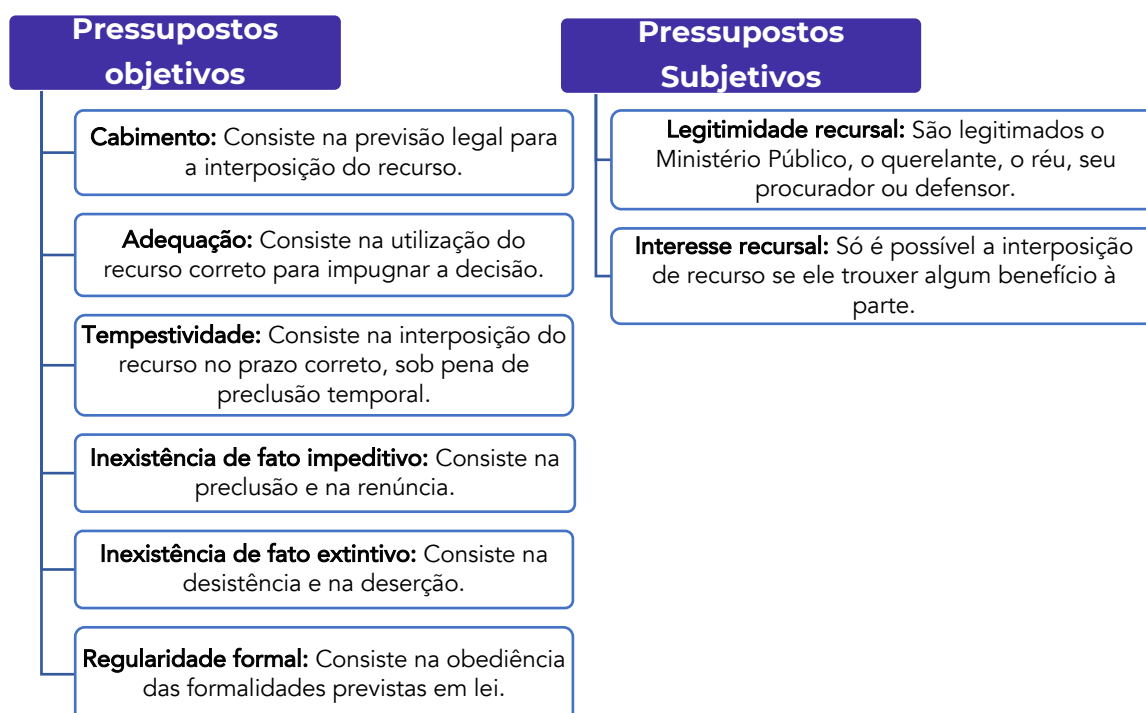 Pressupostos
objetivos
Cabimento: Consiste na previsão legal para
a interposição do recurso.
Adequação: Consiste na utilização do
recurso correto para impugnar a decisão.
Tempestividade: Consiste na interposição do
recurso no prazo correto, sob pena de
preclusão temporal.
Inexistência de fato impeditivo: Consiste na
preclusão e na renúncia.
Inexistência de fato extintivo: Consiste na
desistência e na deserção.
Regularidade formal: Consiste na obediência
das formalidades previstas em lei.
Pressupostos
Subjetivos
Legitimidade recursal: São legitimados o
Ministério Público, o querelante, o réu, seu
procurador ou defensor.
Interesse recursal: Só é possível a interposição
de recurso se ele trouxer algum benefício à
parte.